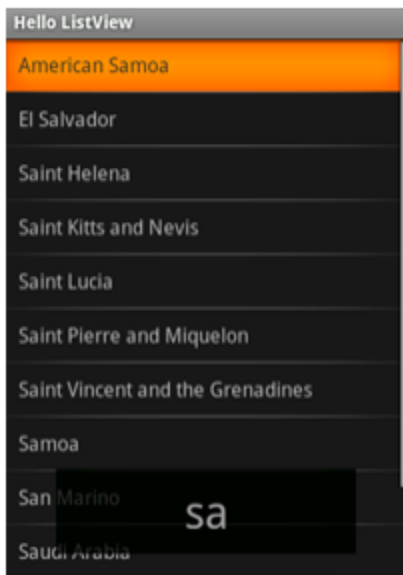 Hello ListView
American Samoa
El Salvador
Saint Helena
Saint Kitts and Nevis
Saint Lucia
Saint Pierre and Miquelon
Saint Vincent and the Grenadines
Samoa
San Marino
sa
Saudi Arabia